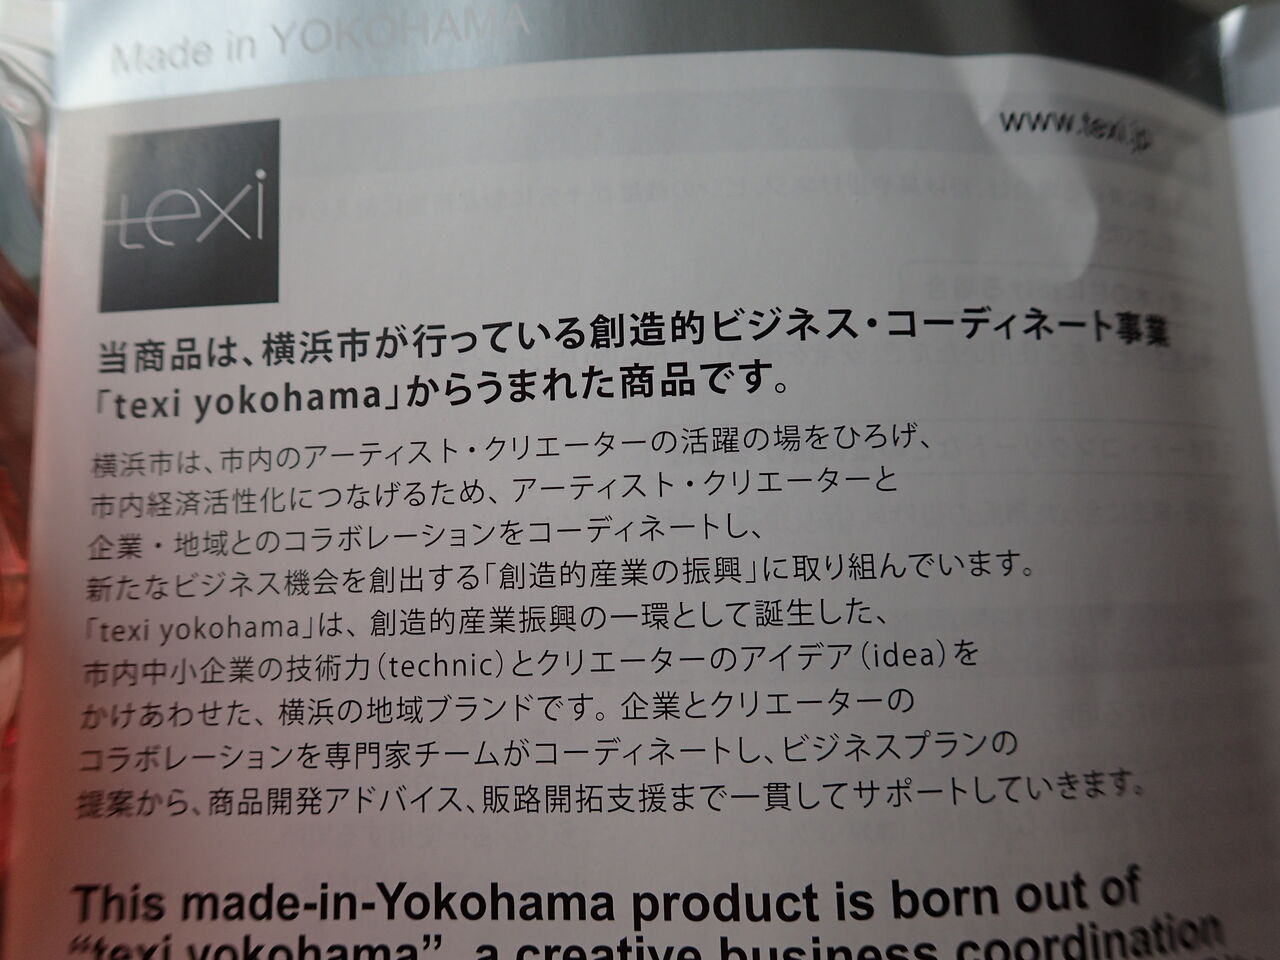 Made in YOKOHAMA
texi
www.texi.jp
当商品は、横浜市が行っている創造的ビジネス・コーディネート事業
「texi yokohama」からうまれた商品です。
横浜市は、市内のアーティスト・クリエーターの活躍の場をひろげ、
市内経済活性化につなげるため、アーティスト・クリエーターと
企業・地域とのコラボレーションをコーディネートし、
新たなビジネス機会を創出する「創造的産業の振興」に取り組んでいます。
「texi yokohama」は、創造的産業振興の一環として誕生した、
市内中小企業の技術力(technic)とクリエーターのアイデア(idea)を
かけあわせた、横浜の地域ブランドです。企業とクリエーターの
コラボレーションを専門家チームがコーディネートし、ビジネスプランの
提案から、商品開発アドバイス、販路開拓支援まで一貫してサポートしていきます。
This made-in-Yokohama product is born out of
“texi yokohama”, a creative business coordination